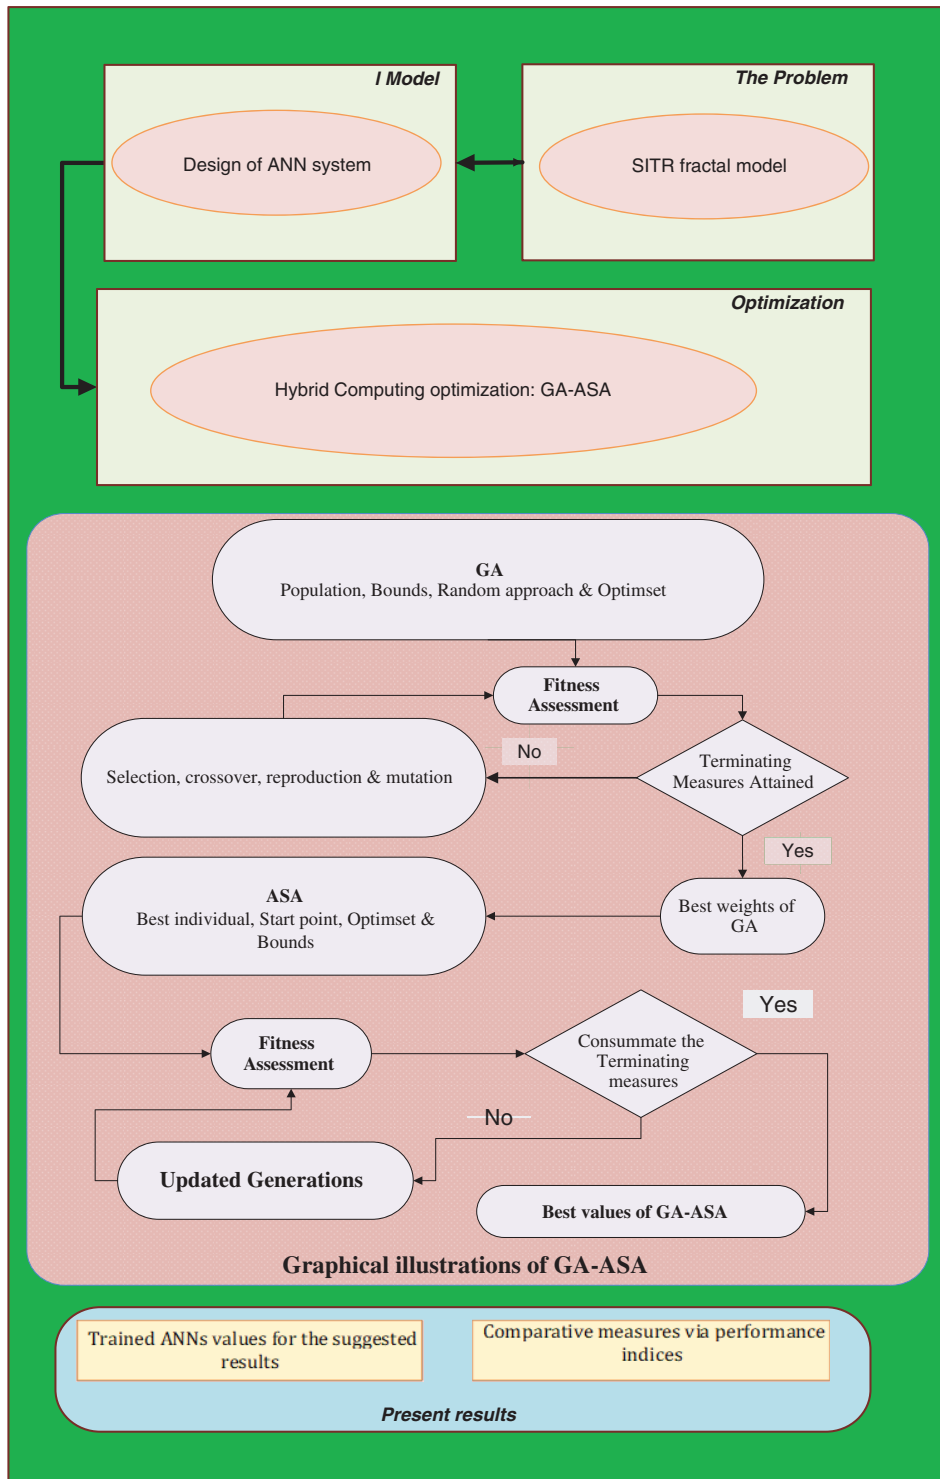 I Model
The Problem
Design of ANN system
SITR fractal model
Optimization
Hybrid Computing optimization: GA-ASA
GA
Population, Bounds, Random approach & Optimset
Fitness
Assessment
No
Selection, crossover, reproduction & mutation
Terminating
Measures Attained
Yes
ASA
Best individual, Start point, Optimset &
Bounds
Best weights of
GA
Yes
Fitness
Assessment
Consummate the
Terminating
measures
No
Updated Generations
Best values of GA-ASA
Graphical illustrations of GA-ASA
Trained ANNs values for the suggested
results
Comparative measures via performance
indices
Present results